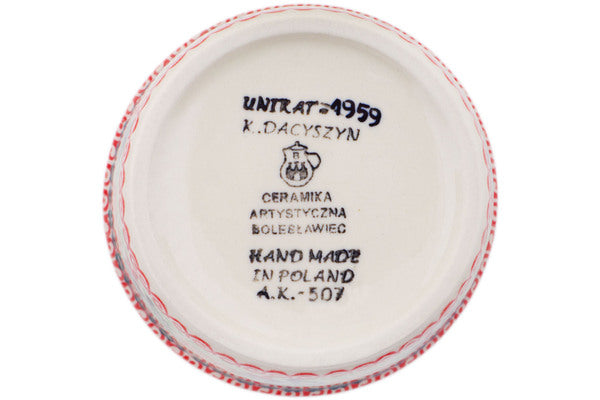 UNIKAT-1959
K. DACYSZYN
B
CERAMIKA
ARTYSTYCZNA
BOLESŁAWIEC
HAND MADE
IN POLAND
A.K.-507